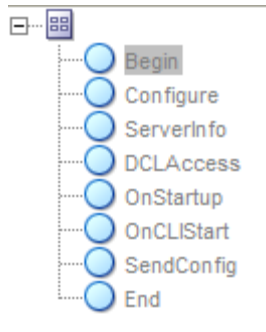 Begin
Configure
ServerInfo
DCLAccess
OnStartup
OnCLIStart
SendConfig
End